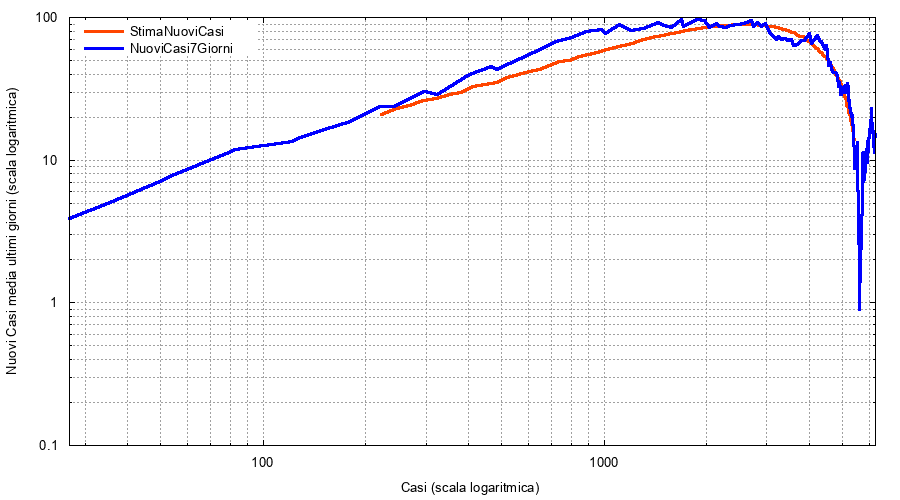 100
StimaNuoviCasi
NuoviCasi7Giorni
10
1
0.1
Nuovi Casi media ultimi giorni (scala logaritmica)
100 1000
Casi (scala logaritmica)